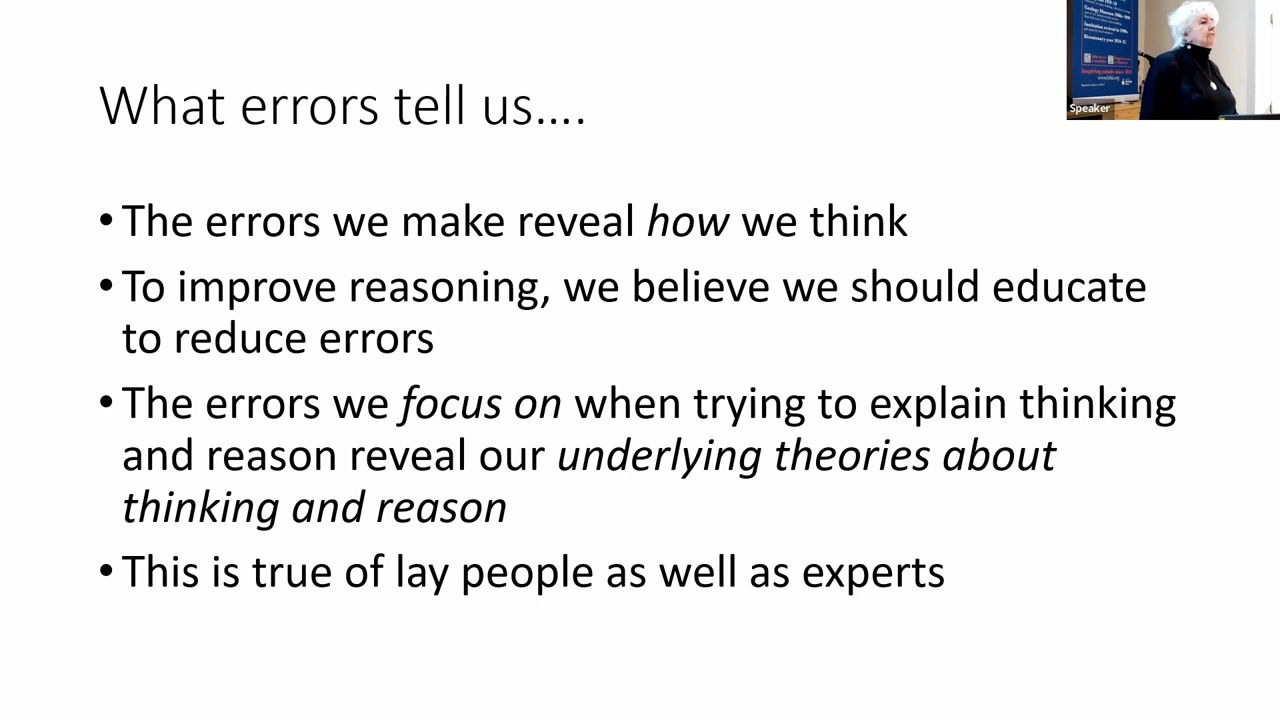 What errors tell us....
• The errors we make reveal how we think
• To improve reasoning, we believe we should educate
to reduce errors
• The errors we focus on when trying to explain thinking
and reason reveal our underlying theories about
thinking and reason
• This is true of lay people as well as experts
Speaker